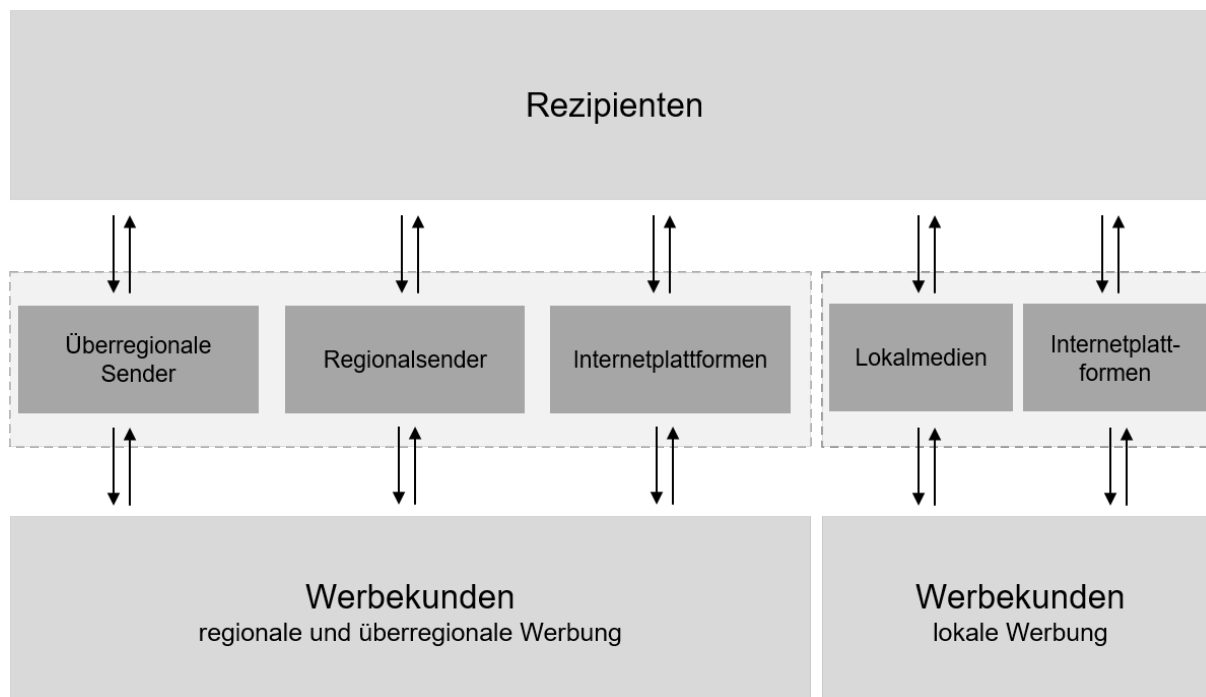 Rezipienten
Überregionale
Sender
Regionalsender
Internetplattformen
Lokalmedien
Internetplatt-
formen
Werbekunden
regionale und überregionale Werbung
Werbekunden
lokale Werbung